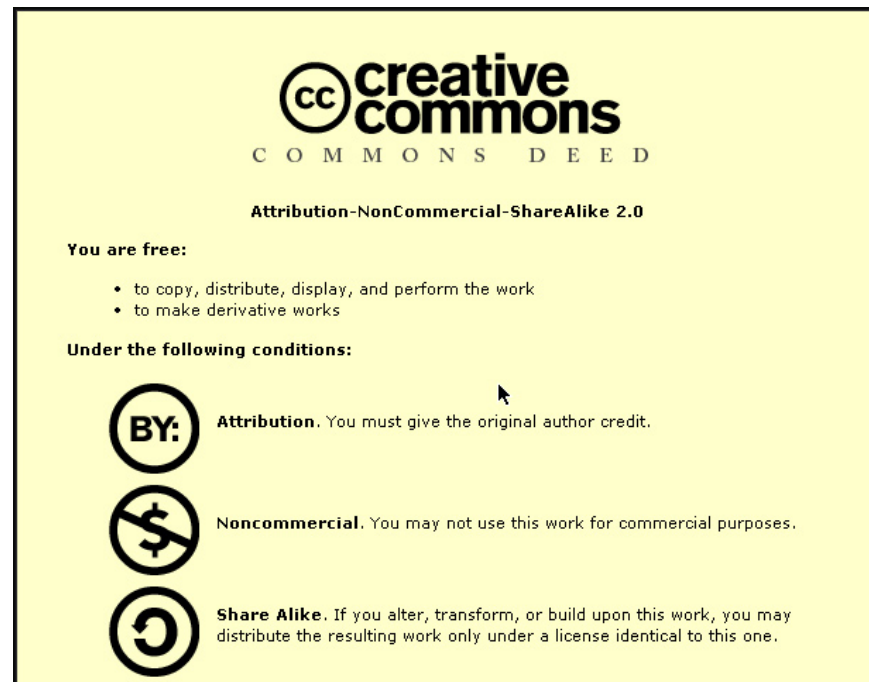 cc creative
commons
COMMONS DEED
Attribution-NonCommercial-ShareAlike 2.0
You are free:
• to copy, distribute, display, and perform the work
• to make derivative works
Under the following conditions:
BY: Attribution. You must give the original author credit.
$ Noncommercial. You may not use this work for commercial purposes.
Share Alike. If you alter, transform, or build upon this work, you may
distribute the resulting work only under a license identical to this one.